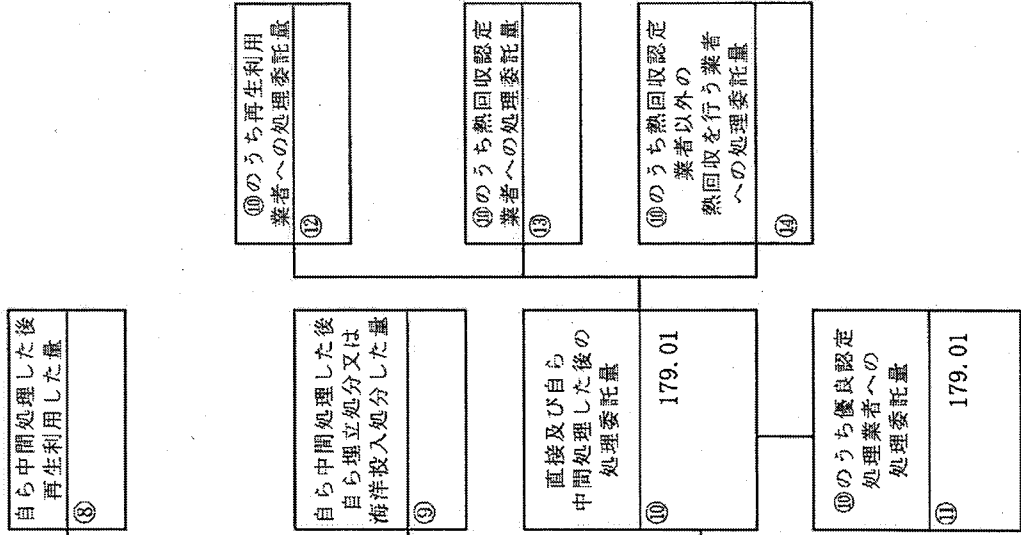 自ら中間処理した後
再生利用した量
⑧
自ら中間処理した後
自ら埋立処分又は
海洋投入処分した量
⑨
直接及び自ら
中間処理した後の
処理委託量
⑩
179.01
⑩のうち優良認定
処理業者への
処理委託量
⑪
179.01
⑩のうち再生利用
業者への処理委託量
⑫
⑩のうち熱回収認定
業者への処理委託量
⑬
⑩のうち熱回収認定
業者以外の
熱回収を行う業者
への処理委託量
⑭